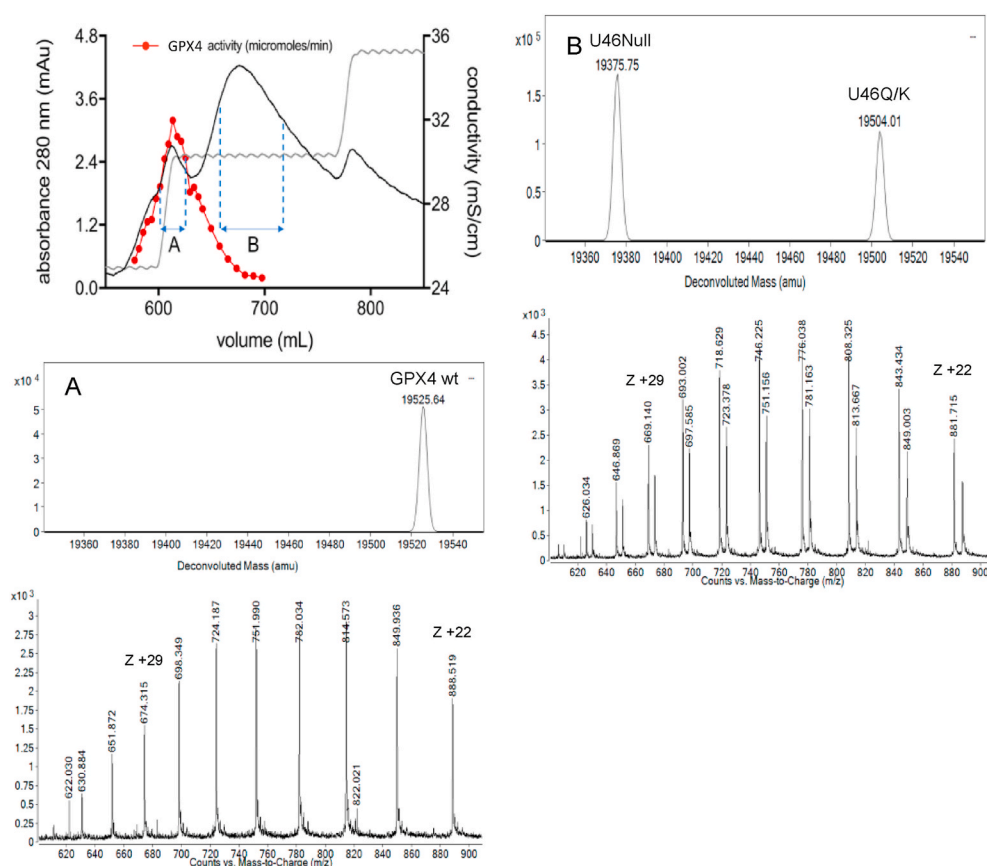 GPX4 activity (micromoles/min)
absorbance 280 nm (mAu)
4.8
3.6
2.4
1.2
0.0
36
32
28
24
conductivity (mS/cm)
A
B
600
700
800
volume (mL)
B
x10 5
U46Null
19375.75
U46Q/K
19504.01
1.5
1
0.5
0
19360 19380 19400 19420 19440 19460 19480 19500 19520 19540
Deconvoluted Mass (amu)
x10 3
4.5
4
3.5
3
2.5
2
1.5
1
0.5
0
Z +29
Z +22
626.034
646.869
669.140
693.002
697.585
718.629
723.378
746.225
751.156
776.038
781.163
808.325
813.667
843.434
849.003
881.715
620 640 660 680 700 720 740 760 780 800 820 840 860 880 900
Counts vs. Mass-to-Charge (m/z)
A
x10 4
GPX4 wt
19525.64
5
4
3
2
1
0
19360 19380 19400 19420 19440 19460 19480 19500 19520 19540
Deconvoluted Mass (amu)
x10 3
3
2.75
2.5
2.25
2
1.75
1.5
1.25
1
0.75
0.5
0.25
0
Z +29
Z +22
622.030
630.884
651.872
674.315
698.349
724.187
751.990
782.034
814.573
822.021
849.936
888.519
620 640 660 680 700 720 740 760 780 800 820 840 860 880 900
Counts vs. Mass-to-Charge (m/z)